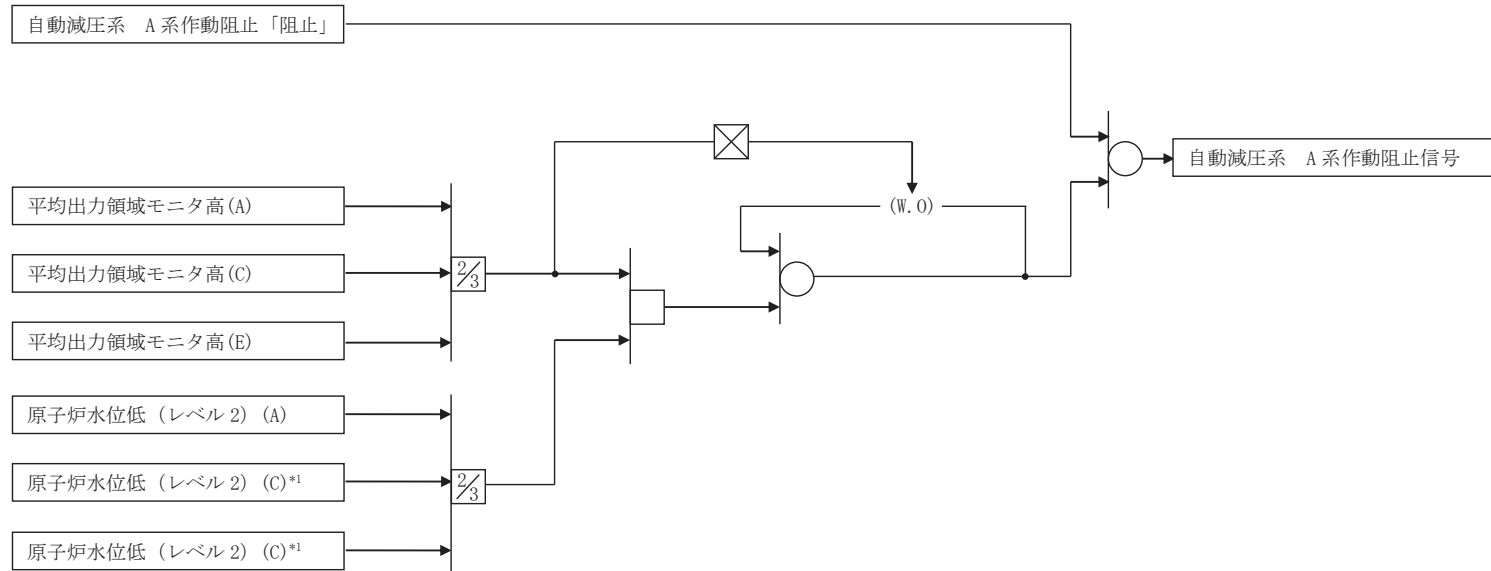 自動減圧系　A系作動阻止「阻止」
自動減圧系　A系作動阻止信号
(W.O)
平均出力領域モニタ高(A)
平均出力領域モニタ高(C)
2/3
平均出力領域モニタ高(E)
原子炉水位低（レベル2）(A)
原子炉水位低（レベル2）(C)*1
2/3
原子炉水位低（レベル2）(C)*1